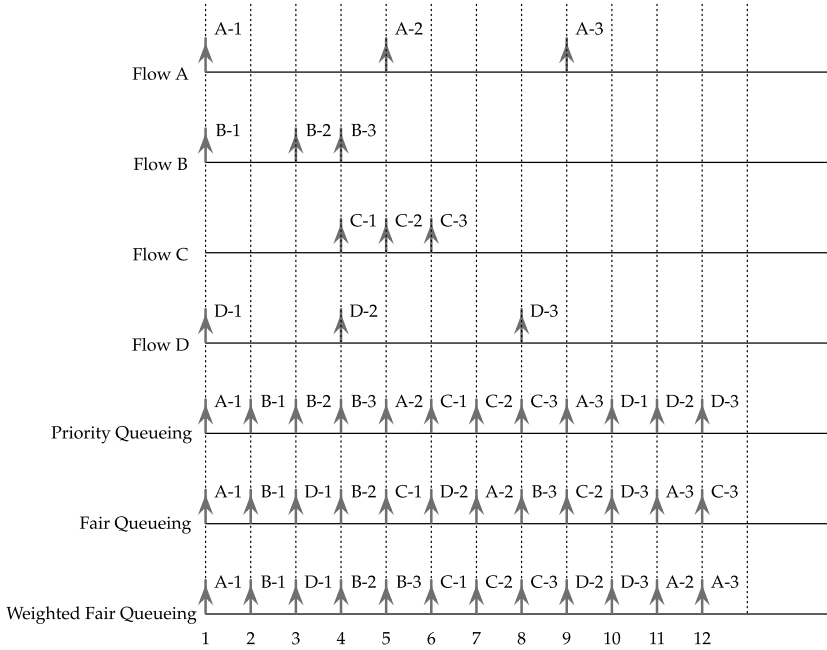 A-1 A-2 A-3
Flow A
B-1 B-2 B-3
Flow B
C-1 C-2 C-3
Flow C
D-1 D-2 D-3
Flow D
A-1 B-1 B-2 B-3 A-2 C-1 C-2 C-3 A-3 D-1 D-2 D-3
Priority Queueing
A-1 B-1 D-1 B-2 C-1 D-2 A-2 B-3 C-2 D-3 A-3 C-3
Fair Queueing
A-1 B-1 D-1 B-2 B-3 C-1 C-2 C-3 D-2 D-3 A-2 A-3
Weighted Fair Queueing
1 2 3 4 5 6 7 8 9 10 11 12